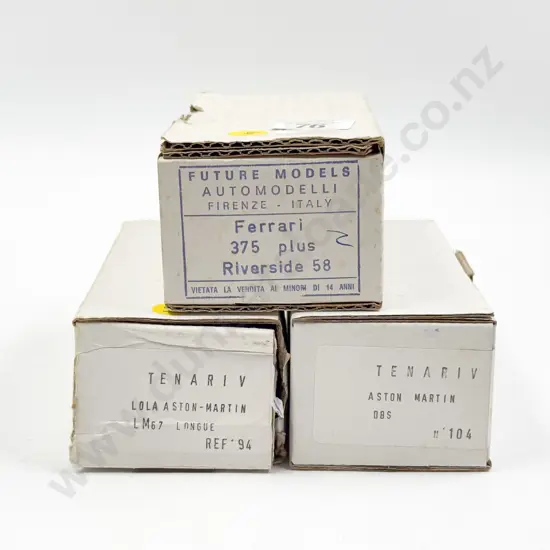 FUTURE MODELS
AUTOMODELLI
FIRENZE - ITALY
Ferrari
375 plus
Riverside 58
VIETATA LA VENDITA AI MINORI DI 14 ANNI
TENARIV
LOLA ASTON-MARTIN
LM67 LONGUE
REF'94
TENARIV
ASTON MARTIN
DBS
n'104